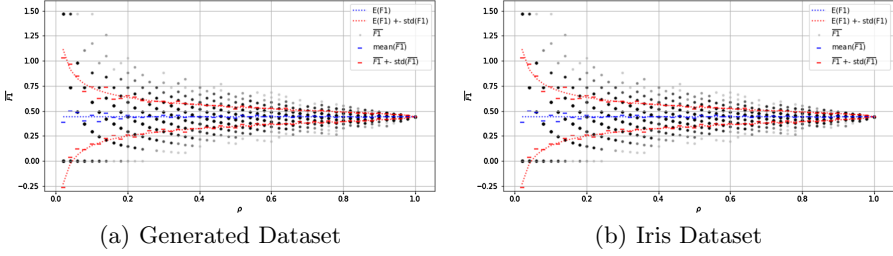 1.50
1.25
1.00
0.75
0.50
0.25
0.00
-0.25
F1
0.0 0.2 0.4 0.6 0.8 1.0
ρ
E(F1)
E(F1) +- std(F1)
F1
mean(F1)
F1 +- std(F1)
(a) Generated Dataset
1.50
1.25
1.00
0.75
0.50
0.25
0.00
-0.25
F1
0.0 0.2 0.4 0.6 0.8 1.0
ρ
E(F1)
E(F1) +- std(F1)
F1
mean(F1)
F1 +- std(F1)
(b) Iris Dataset